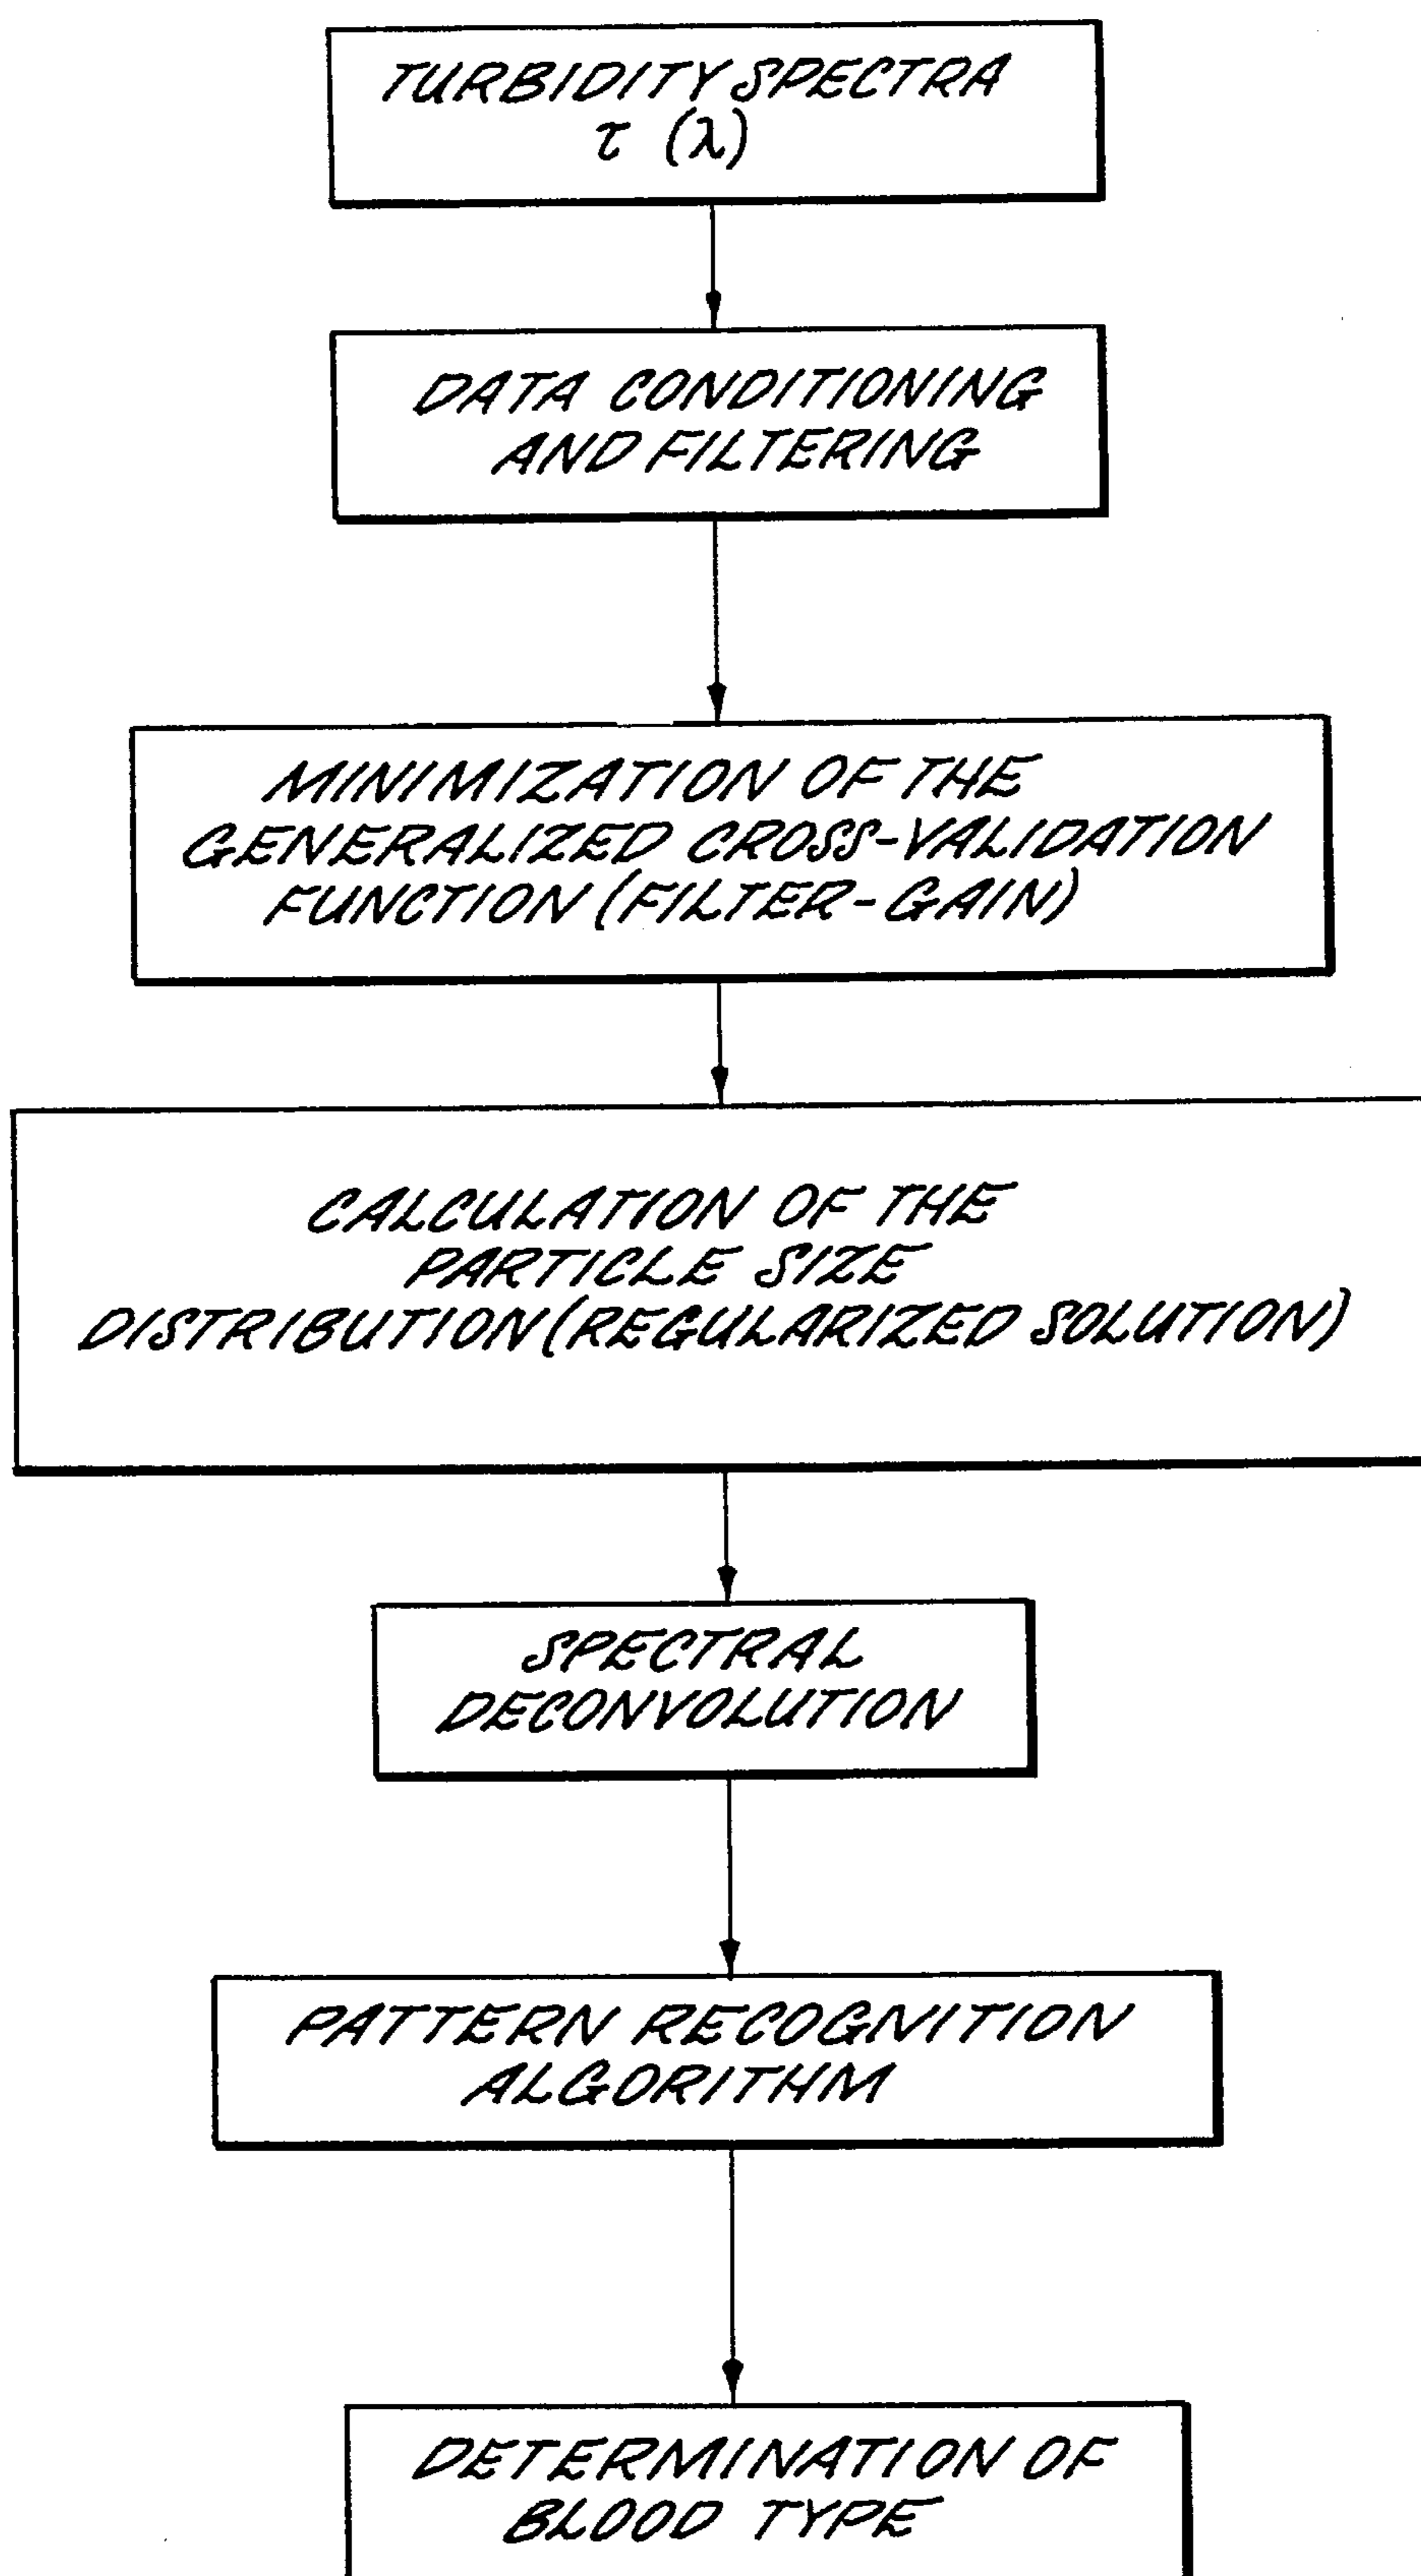 TURBIDITY SPECTRA
τ (λ)
DATA CONDITIONING
AND FILTERING
MINIMIZATION OF THE
GENERALIZED CROSS-VALIDATION
FUNCTION (FILTER-GAIN)
CALCULATION OF THE
PARTICLE SIZE
DISTRIBUTION (REGULARIZED SOLUTION)
SPECTRAL
DECONVOLUTION
PATTERN RECOGNITION
ALGORITHM
DETERMINATION OF
BLOOD TYPE